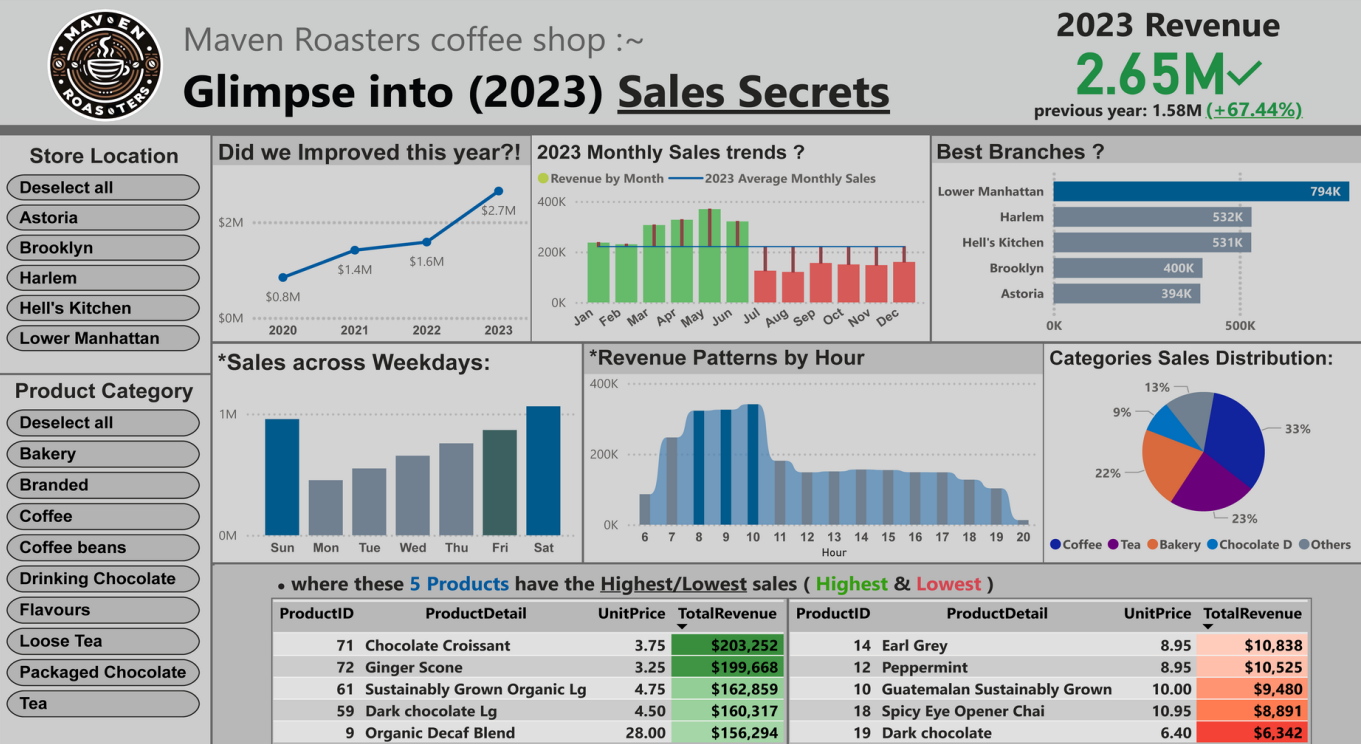 MAVEN
ROASTERS
Maven Roasters coffee shop :~
Glimpse into (2023) Sales Secrets
2023 Revenue
2.65M✓
previous year: 1.58M (+67.44%)
Store Location
Deselect all
Astoria
Brooklyn
Harlem
Hell's Kitchen
Lower Manhattan
Product Category
Deselect all
Bakery
Branded
Coffee
Coffee beans
Drinking Chocolate
Flavours
Loose Tea
Packaged Chocolate
Tea
Did we Improved this year?!
$2M
$0M
$0.8M
$1.4M
$1.6M
$2.7M
2020 2021 2022 2023
2023 Monthly Sales trends ?
Revenue by Month 2023 Average Monthly Sales
400K
200K
0K
Jan Feb Mar Apr May Jun Jul Aug Sep Oct Nov Dec
Best Branches ?
Lower Manhattan 794K
Harlem 532K
Hell's Kitchen 531K
Brooklyn 400K
Astoria 394K
0K 500K
*Sales across Weekdays:
1M
0M
Sun Mon Tue Wed Thu Fri Sat
*Revenue Patterns by Hour
400K
200K
0K
6 7 8 9 10 11 12 13 14 15 16 17 18 19 20
Hour
Categories Sales Distribution:
13%
9%
33%
22%
23%
Coffee Tea Bakery Chocolate D Others
• where these 5 Products have the Highest/Lowest sales ( Highest & Lowest )
ProductID ProductDetail UnitPrice TotalRevenue
71 Chocolate Croissant 3.75 $203,252
72 Ginger Scone 3.25 $199,668
61 Sustainably Grown Organic Lg 4.75 $162,859
59 Dark chocolate Lg 4.50 $160,317
9 Organic Decaf Blend 28.00 $156,294
ProductID ProductDetail UnitPrice TotalRevenue
14 Earl Grey 8.95 $10,838
12 Peppermint 8.95 $10,525
10 Guatemalan Sustainably Grown 10.00 $9,480
18 Spicy Eye Opener Chai 10.95 $8,891
19 Dark chocolate 6.40 $6,342